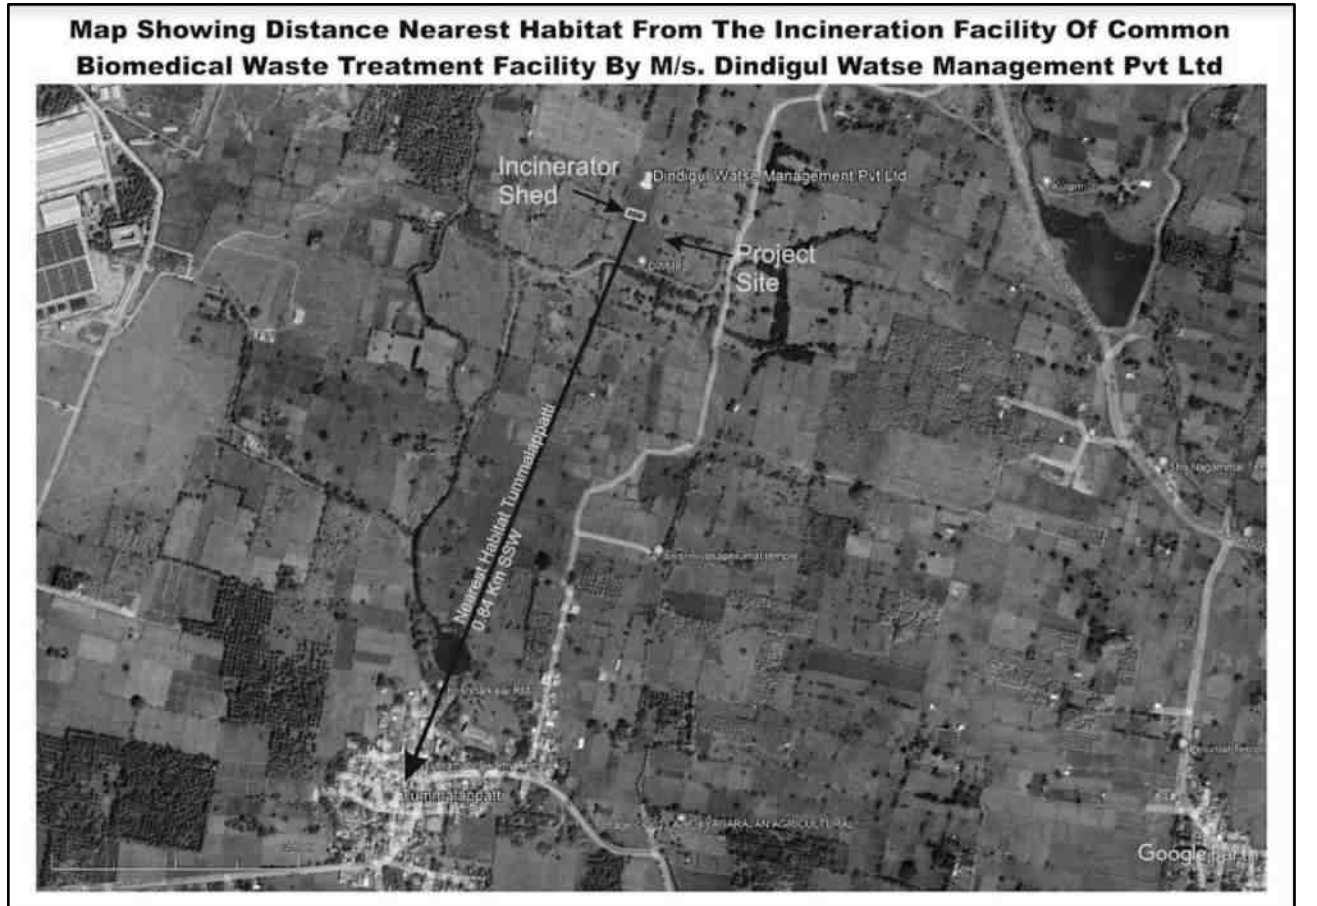 Map Showing Distance Nearest Habitat From The Incineration Facility Of Common
Biomedical Waste Treatment Facility By M/s. Dindigul Watse Management Pvt Ltd
Incinerator
Shed
Dindigul Watse Management Pvt Ltd
Project
Site
Nearest Habitat Tummalappatti
0.84 Km SSW
Tummalappatti
AN AGRICULTURAL
Google